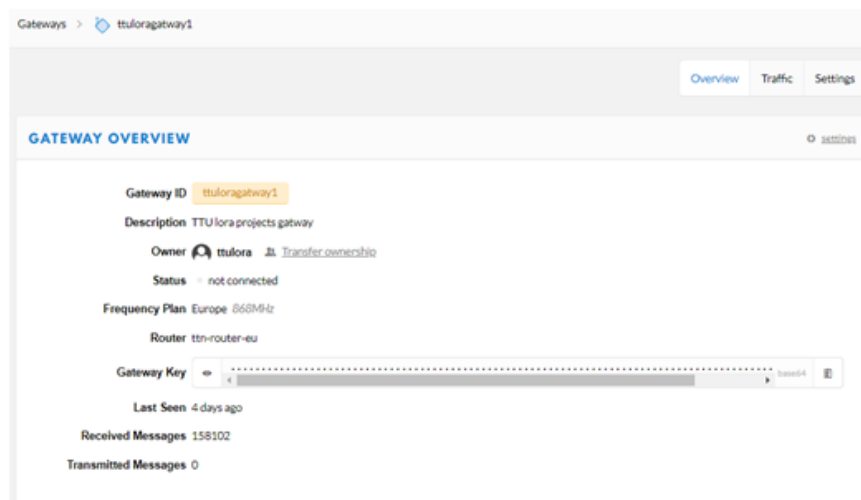 Gateways > ttuloragatway1
Overview Traffic Settings
GATEWAY OVERVIEW
settings
Gateway ID ttuloragatway1
Description TTU lora projects gatway
Owner ttulora Transfer ownership
Status not connected
Frequency Plan Europe 868MHz
Router ttn-router-eu
Gateway Key base64
Last Seen 4 days ago
Received Messages 158102
Transmitted Messages 0